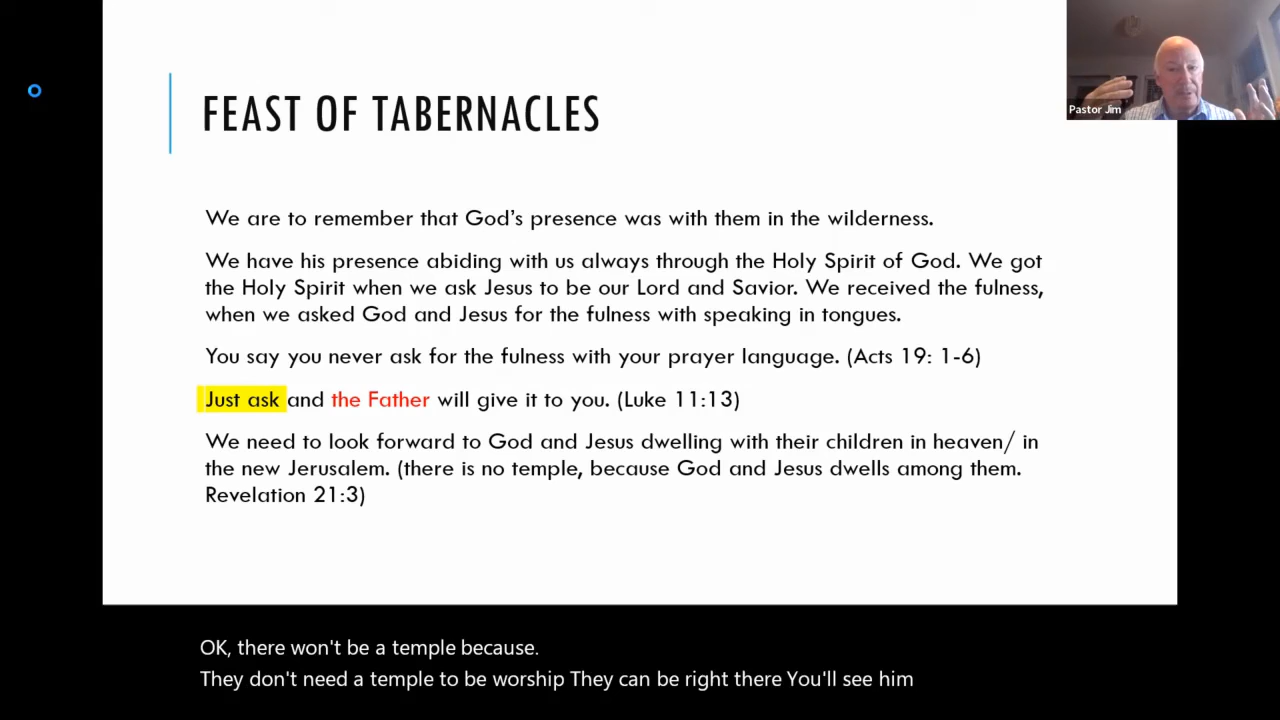 FEAST OF TABERNACLES
Pastor Jim
We are to remember that God's presence was with them in the wilderness.
We have his presence abiding with us always through the Holy Spirit of God. We got
the Holy Spirit when we ask Jesus to be our Lord and Savior. We received the fulness,
when we asked God and Jesus for the fulness with speaking in tongues.
You say you never ask for the fulness with your prayer language. (Acts 19: 1-6)
Just ask and the Father will give it to you. (Luke 11:13)
We need to look forward to God and Jesus dwelling with their children in heaven/ in
the new Jerusalem. (there is no temple, because God and Jesus dwells among them.
Revelation 21:3)
OK, there won't be a temple because.
They don't need a temple to be worship They can be right there You'll see him